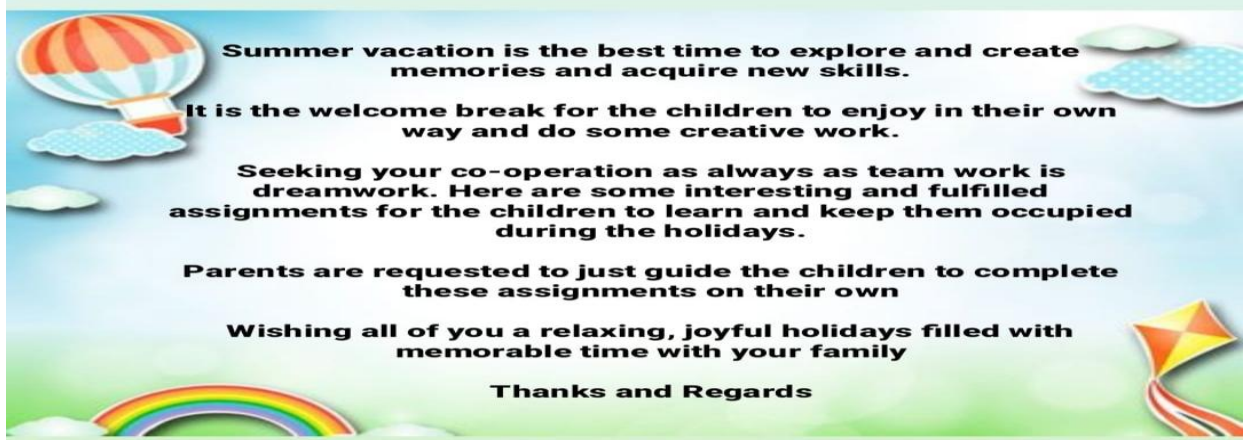 Summer vacation is the best time to explore and create
memories and acquire new skills.
It is the welcome break for the children to enjoy in their own
way and do some creative work.
Seeking your co-operation as always as team work is
dreamwork. Here are some interesting and fulfilled
assignments for the children to learn and keep them occupied
during the holidays.
Parents are requested to just guide the children to complete
these assignments on their own
Wishing all of you a relaxing, joyful holidays filled with
memorable time with your family
Thanks and Regards